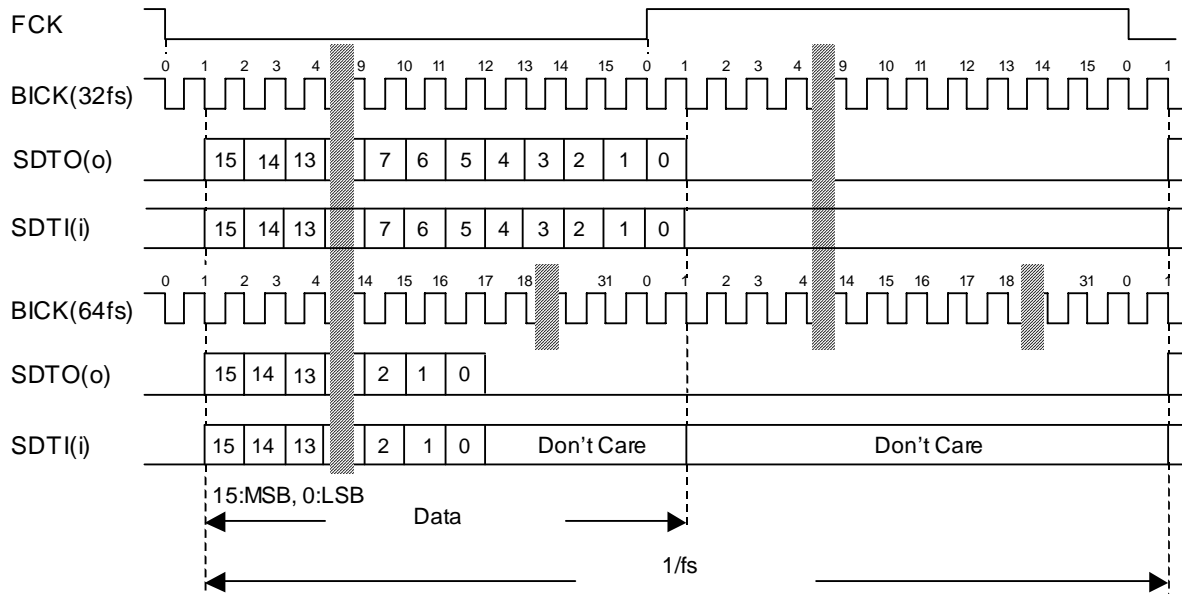 FCK
0 1 2 3 4 9 10 11 12 13 14 15 0 1 2 3 4 9 10 11 12 13 14 15 0 1
BICK(32fs)
SDTO(o) 15 14 13 7 6 5 4 3 2 1 0
SDTI(i) 15 14 13 7 6 5 4 3 2 1 0
0 1 2 3 4 14 15 16 17 18 31 0 1 2 3 4 14 15 16 17 18 31 0 1
BICK(64fs)
SDTO(o) 15 14 13 2 1 0
SDTI(i) 15 14 13 2 1 0 Don't Care Don't Care
15:MSB, 0:LSB
Data
1/fs